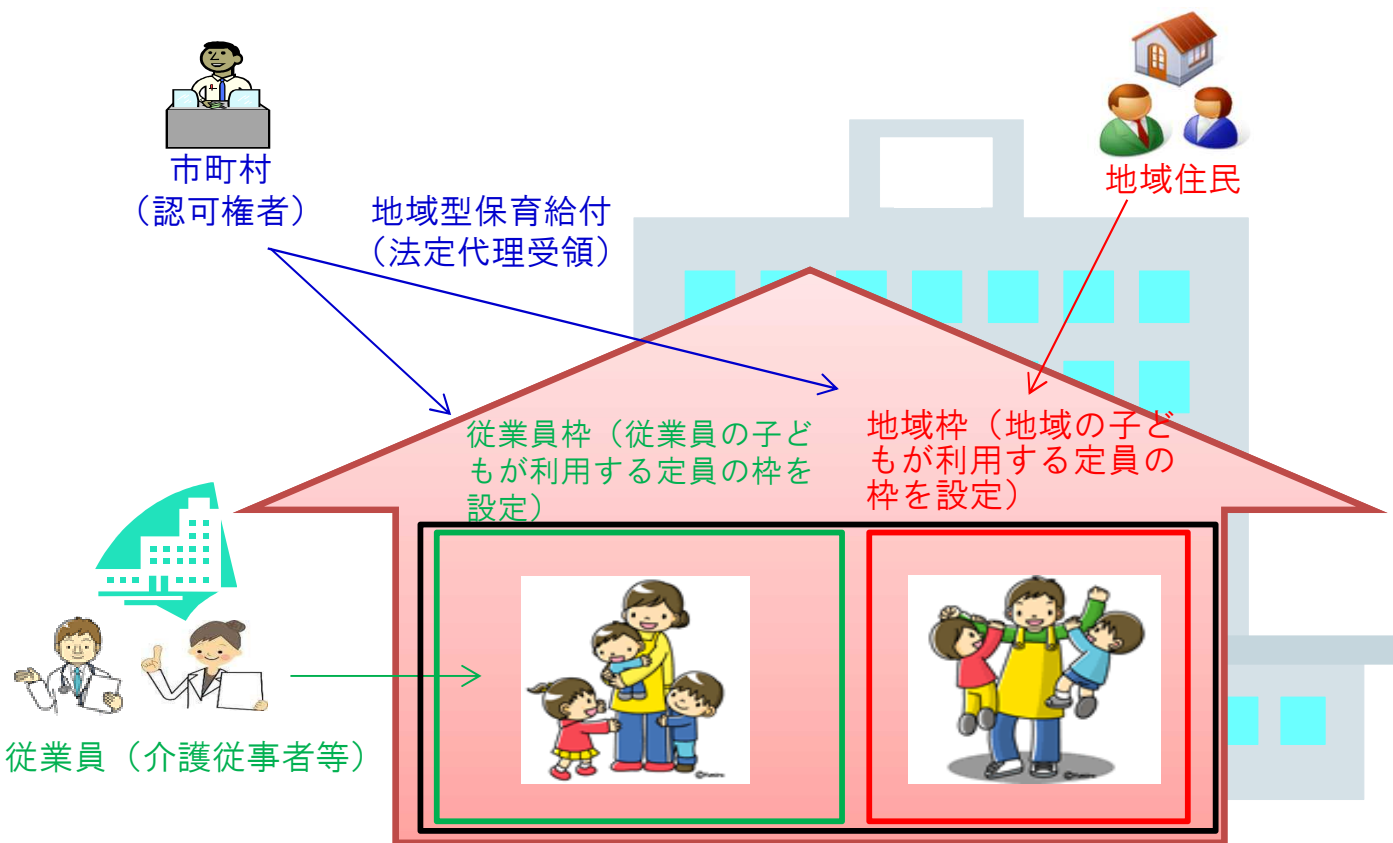 市町村
（認可権者）
地域型保育給付
（法定代理受領）
地域住民
従業員枠（従業員の子ど
もが利用する定員の枠を
設定）
地域枠（地域の子ど
もが利用する定員の
枠を設定）
従業員（介護従事者等）